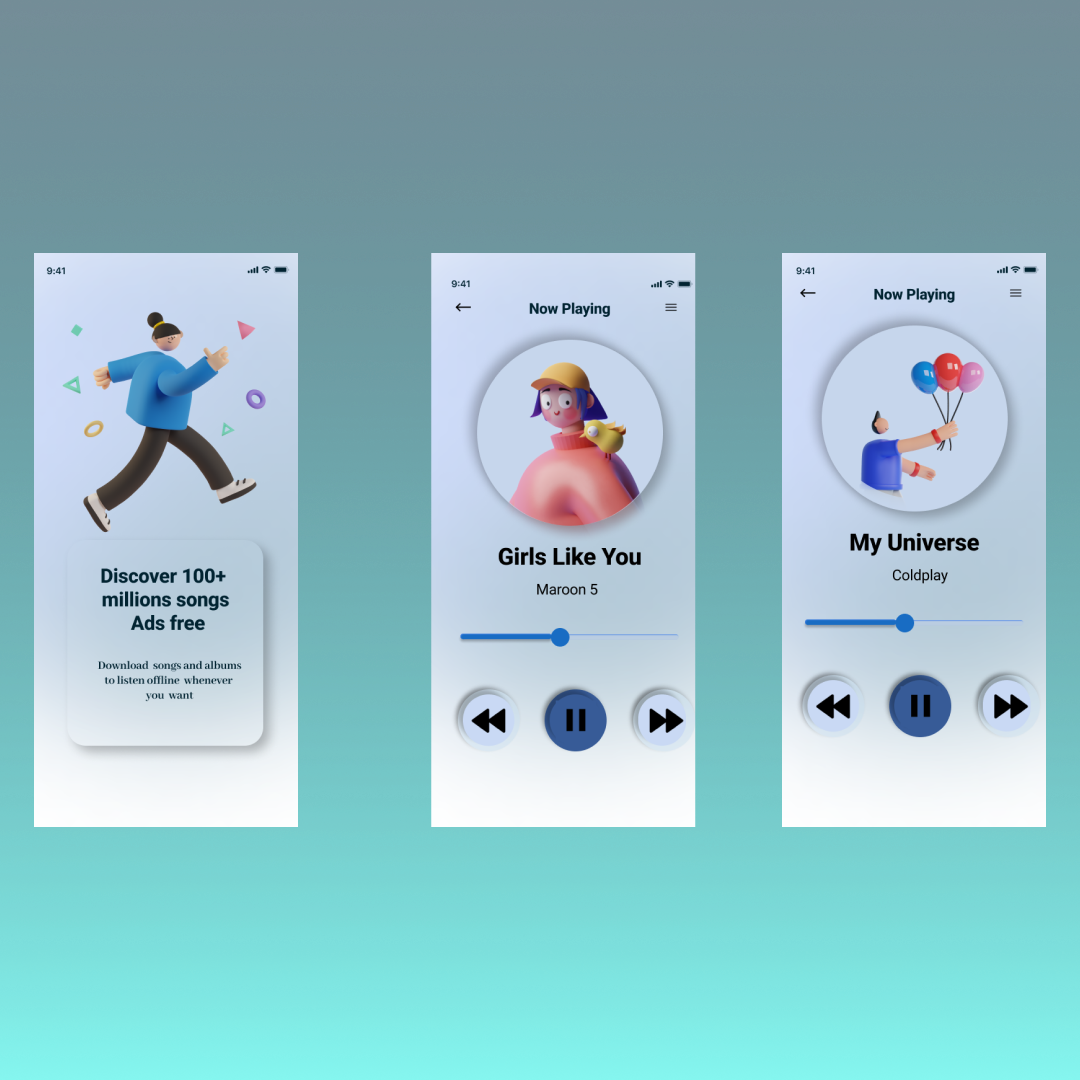 9:41
Discover 100+
millions songs
Ads free
Download songs and albums
to listen offline whenever
you want
9:41
Now Playing
Girls Like You
Maroon 5
9:41
Now Playing
My Universe
Coldplay